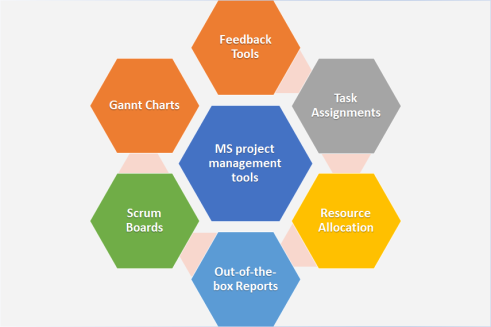 Feedback
Tools
Gannt Charts
Task
Assignments
MS project
management
tools
Scrum
Boards
Resource
Allocation
Out-of-the-
box Reports